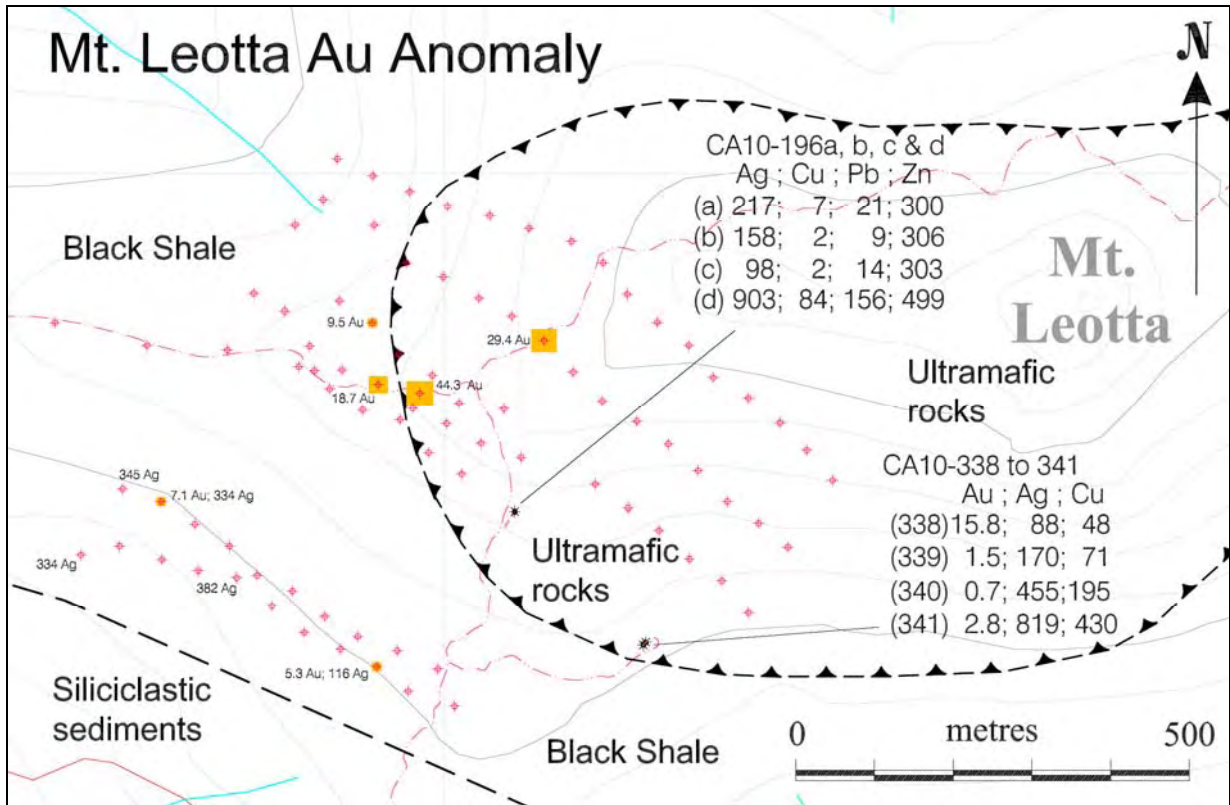 Mt. Leotta Au Anomaly
N
CA10-196a, b, c & d
Ag ; Cu ; Pb ; Zn
(a) 217; 7; 21; 300
(b) 158; 2; 9; 306
(c) 98; 2; 14; 303
(d) 903; 84; 156; 499
Black Shale
Mt.
Leotta
9.5 Au
29.4 Au
44.3 Au
18.7 Au
Ultramafic
rocks
CA10-338 to 341
Au ; Ag ; Cu
(338) 15.8; 88; 48
(339) 1.5; 170; 71
(340) 0.7; 455; 195
(341) 2.8; 819; 430
345 Ag
7.1 Au; 334 Ag
334 Ag
382 Ag
Ultramafic
rocks
5.3 Au; 116 Ag
Siliciclastic
sediments
Black Shale
0 metres 500